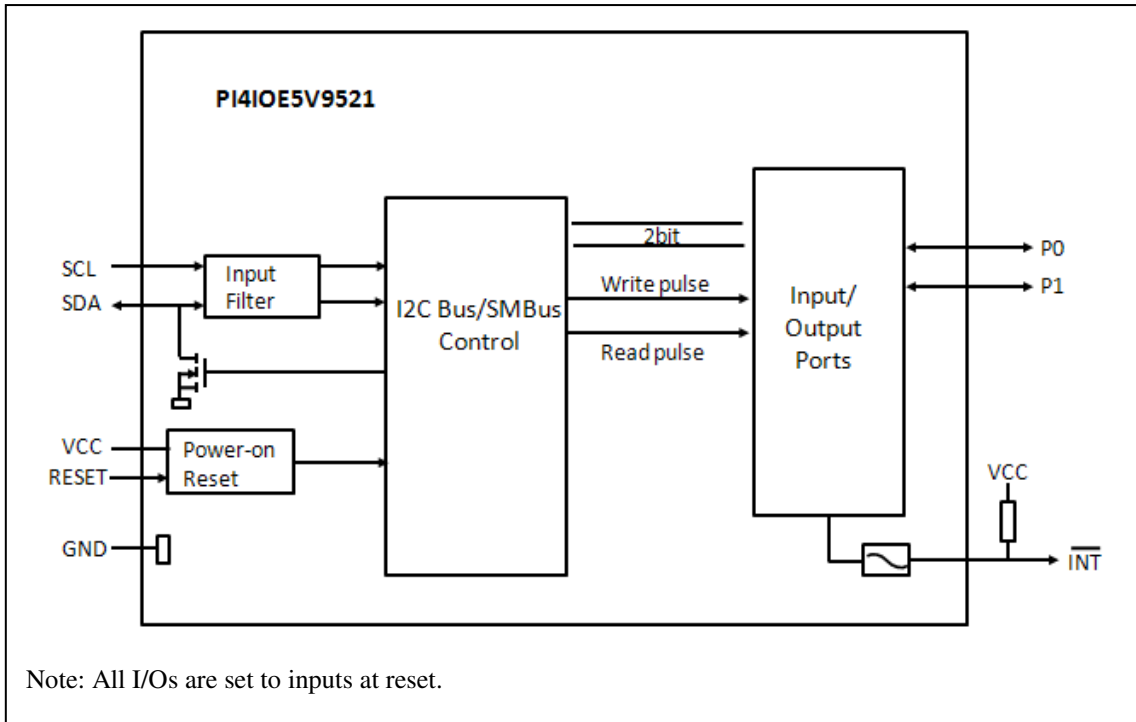 PI4IOE5V9521
SCL
SDA
Input
Filter
I2C Bus/SMBus
Control
2bit
Write pulse
Read pulse
Input/
Output
Ports
P0
P1
VCC
RESET
Power-on
Reset
GND
VCC
INT
Note: All I/Os are set to inputs at reset.